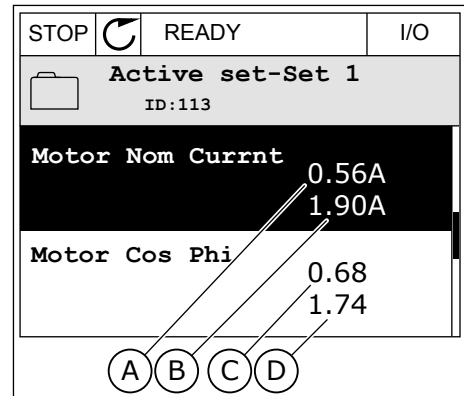 STOP READY I/O
Active set-Set 1
ID:113
Motor Nom Currnt
0.56A
1.90A
Motor Cos Phi
0.68
1.74
A B C D